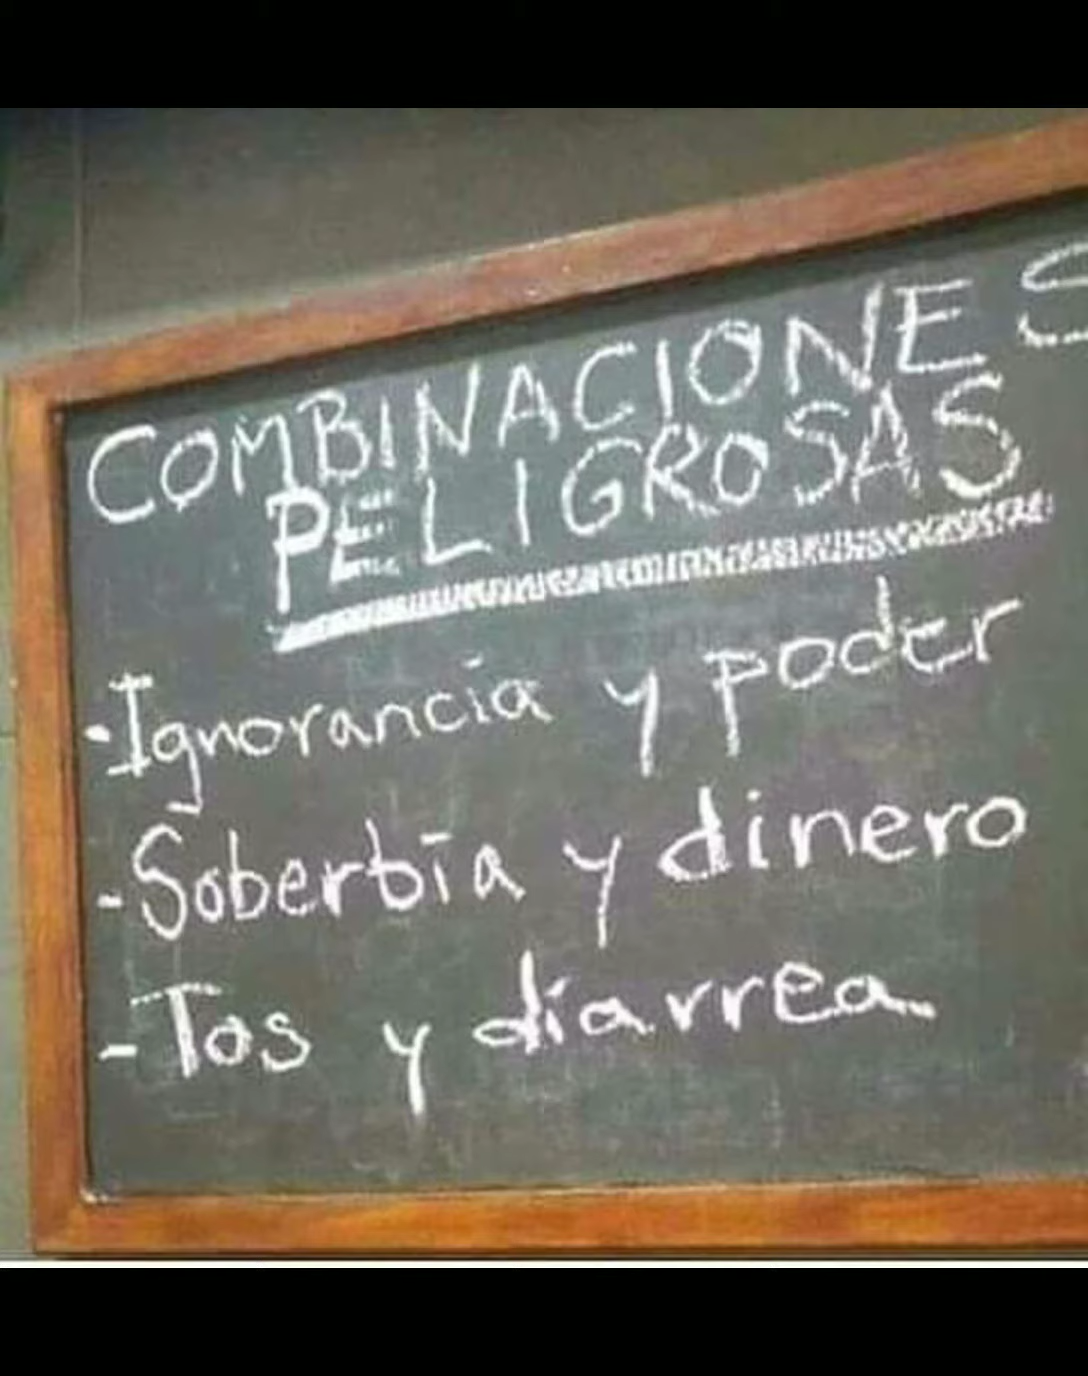 COMBINACIONES
PELIGROSAS
-Ignorancia y poder
-Soberbia y dinero
-Tos y diarrea.